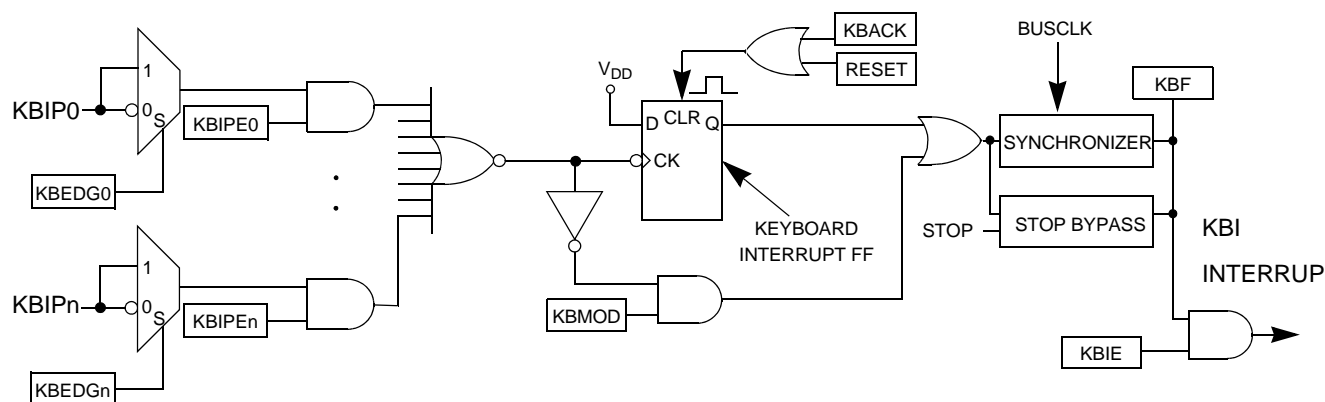 KBIP0
1
0
S
KBIPE0
KBEDG0
KBIPn
1
0
S
KBIPEn
KBEDGn
VDD
KBACK
RESET
D CLR Q
CK
KEYBOARD
INTERRUPT FF
KBMOD
BUSCLK
SYNCHRONIZER
STOP
STOP BYPASS
KBF
KBI
INTERRUP
KBIE